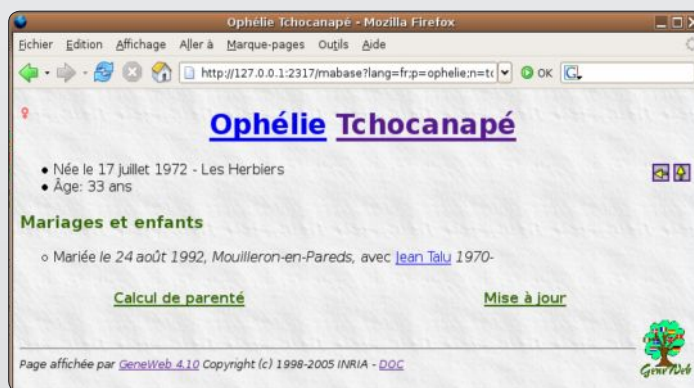 Ophélie Tchocanapé - Mozilla Firefox
Fichier Edition Affichage Aller à Marque-pages Outils Aide
http://127.0.0.1:2317/mabase?lang=fr;p=ophelie;n=tc OK G
Ophélie Tchocanapé
• Née le 17 juillet 1972 - Les Herbiers
• Âge: 33 ans
Mariages et enfants
○ Mariée le 24 août 1992, Mouilleron-en-Pareds, avec Jean Talu 1970-
Calcul de parenté Mise à jour
Page affichée par GeneWeb 4.10 Copyright (c) 1998-2005 INRIA - DOC
GeneWeb